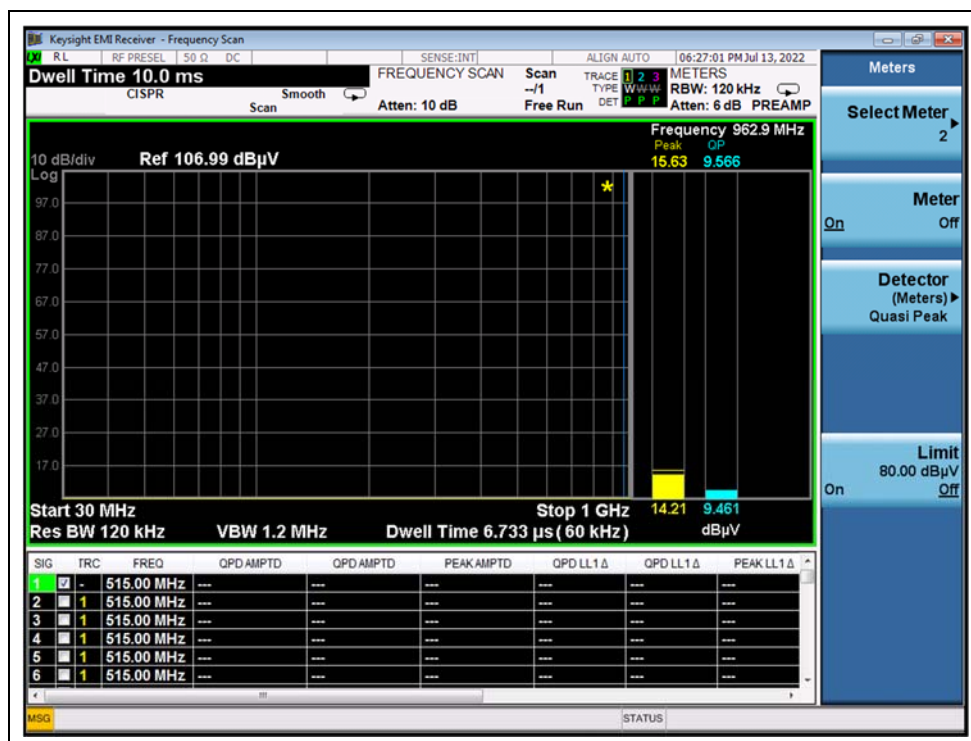 Keysight EMI Receiver - Frequency Scan
LXI RL RF PRESEL 50 Ω DC SENSE:INT ALIGN AUTO 06:27:01 PM Jul 13, 2022
Dwell Time 10.0 ms FREQUENCY SCAN Scan TRACE 1 2 3 METERS
CISPR Smooth --/1 TYPE W W W RBW: 120 kHz
Scan Atten: 10 dB Free Run DET P P P Atten: 6 dB PREAMP
Frequency 962.9 MHz
Peak QP
10 dB/div Ref 106.99 dBµV 15.63 9.566
Log
*
97.0
87.0
77.0
67.0
57.0
47.0
37.0
27.0
17.0
Start 30 MHz Stop 1 GHz 14.21 9.461
Res BW 120 kHz VBW 1.2 MHz Dwell Time 6.733 µs (60 kHz) dBµV
SIG TRC FREQ QPD AMPTD QPD AMPTD PEAK AMPTD QPD LL1 Δ QPD LL1 Δ PEAK LL1 Δ
1 - 515.00 MHz --- --- --- --- --- ---
2 1 515.00 MHz --- --- --- --- --- ---
3 1 515.00 MHz --- --- --- --- --- ---
4 1 515.00 MHz --- --- --- --- --- ---
5 1 515.00 MHz --- --- --- --- --- ---
6 1 515.00 MHz --- --- --- --- --- ---
MSG STATUS
Meters
Select Meter
2
Meter
On Off
Detector
(Meters)
Quasi Peak
Limit
80.00 dBµV
On Off